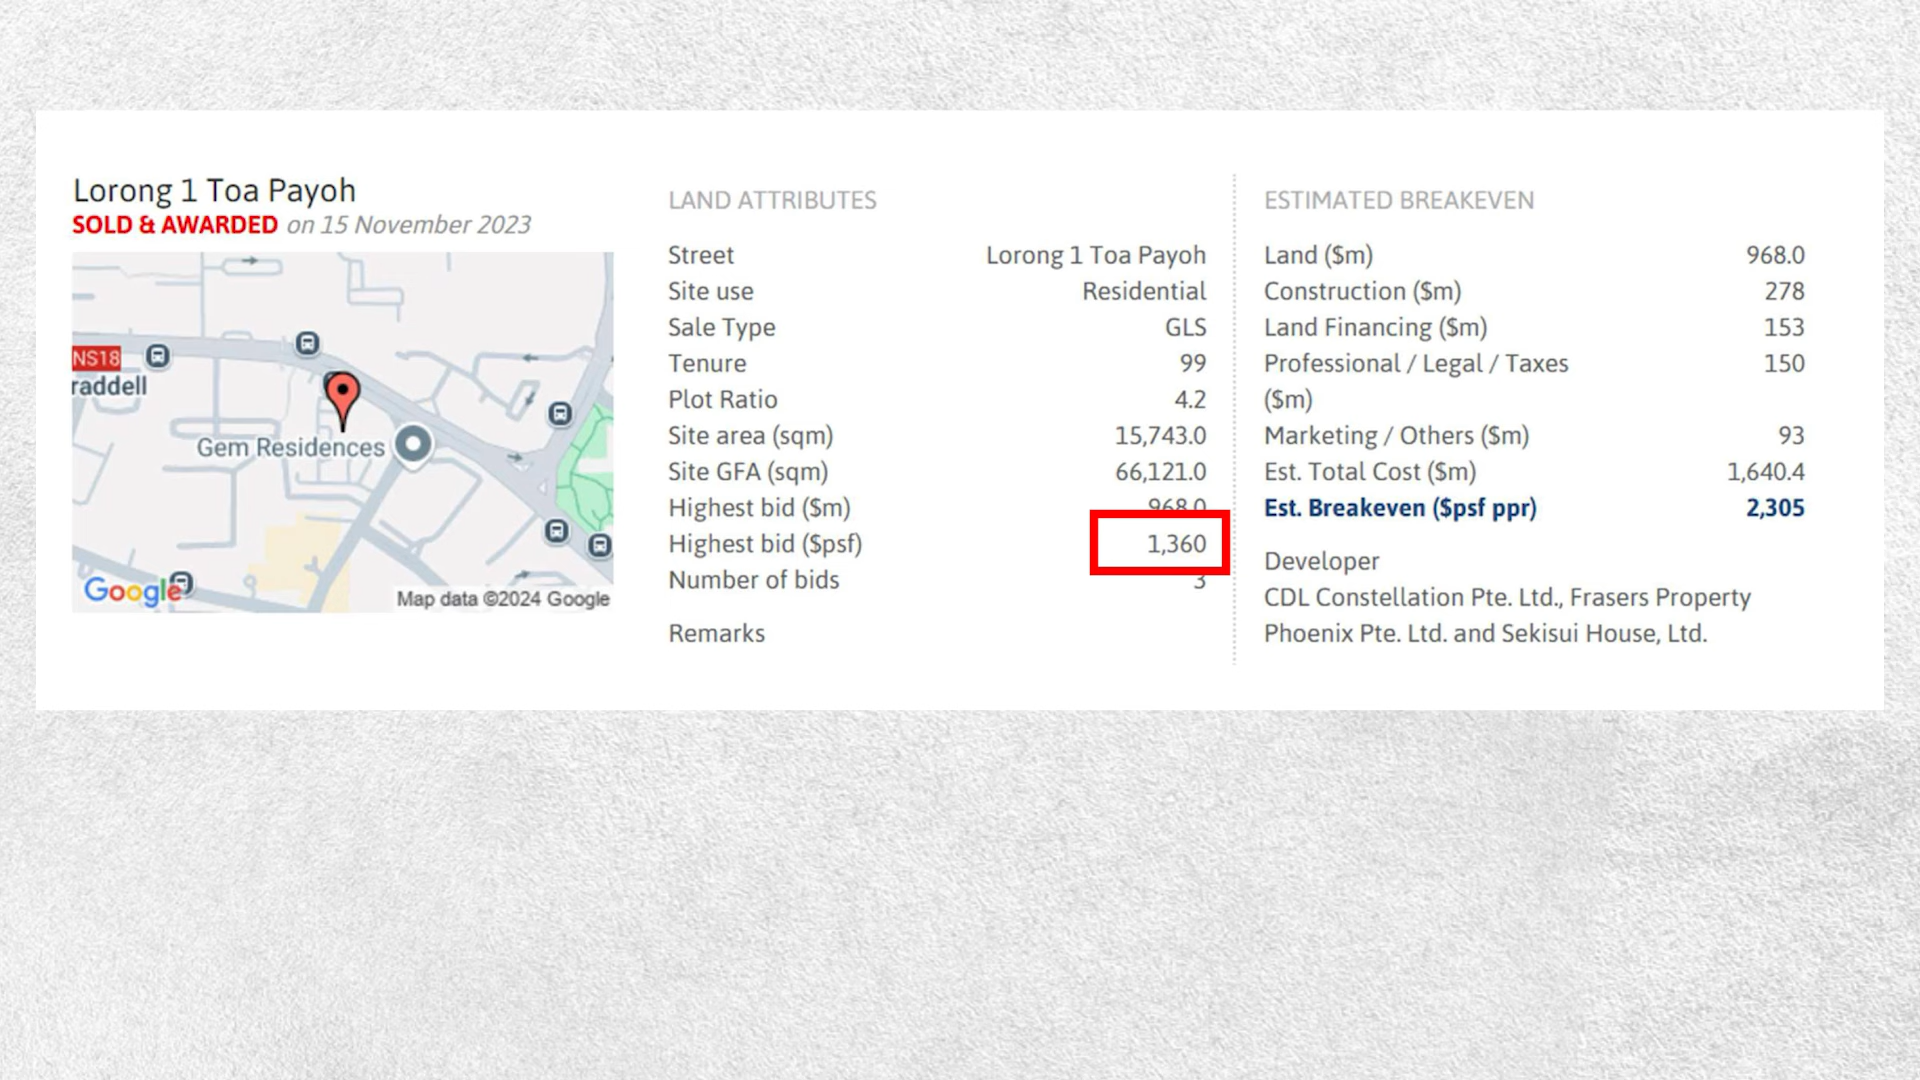 Lorong 1 Toa Payoh
SOLD & AWARDED on 15 November 2023
NS18
raddell
Gem Residences
Google
Map data ©2024 Google
LAND ATTRIBUTES
Street Lorong 1 Toa Payoh
Site use Residential
Sale Type GLS
Tenure 99
Plot Ratio 4.2
Site area (sqm) 15,743.0
Site GFA (sqm) 66,121.0
Highest bid ($m) 968.0
Highest bid ($psf) 1,360
Number of bids 3
Remarks
ESTIMATED BREAKEVEN
Land ($m) 968.0
Construction ($m) 278
Land Financing ($m) 153
Professional / Legal / Taxes 150
($m)
Marketing / Others ($m) 93
Est. Total Cost ($m) 1,640.4
Est. Breakeven ($psf ppr) 2,305
Developer
CDL Constellation Pte. Ltd., Frasers Property
Phoenix Pte. Ltd. and Sekisui House, Ltd.